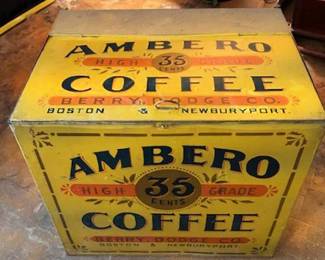 AMBERO
HIGH 35 GRADE
CENTS
COFFEE
BERRY, DODGE CO.
BOSTON & NEWBURYPORT.
AMBERO
HIGH 35 GRADE
CENTS
COFFEE
BERRY, DODGE CO.
BOSTON & NEWBURYPORT.